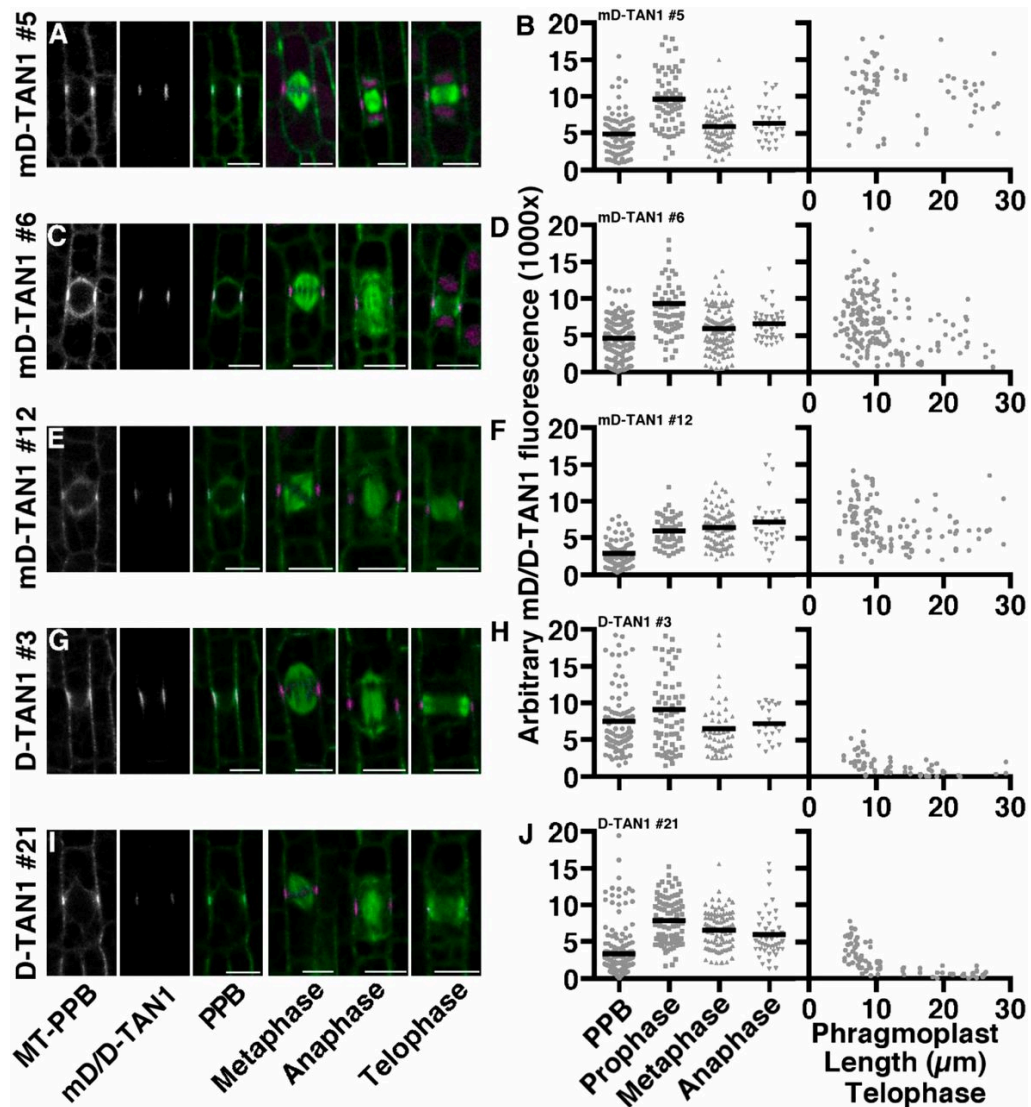 A
mD-TAN1 #5
B
mD-TAN1 #5
20
15
10
5
0
0 10 20 30
C
mD-TAN1 #6
D
mD-TAN1 #6
20
15
10
5
0
0 10 20 30
E
mD-TAN1 #12
F
mD-TAN1 #12
20
15
10
5
0
0 10 20 30
G
D-TAN1 #3
H
D-TAN1 #3
20
15
10
5
0
0 10 20 30
I
D-TAN1 #21
J
D-TAN1 #21
20
15
10
5
0
0 10 20 30
Arbitrary mD/D-TAN1 fluorescence (1000x)
MT-PPB
mD/D-TAN1
PPB
Metaphase
Anaphase
Telophase
PPB
Prophase
Metaphase
Anaphase
Phragmoplast
Length (µm)
Telophase